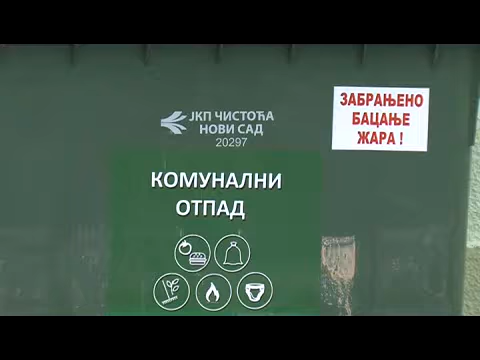 ЈКП ЧИСТОЋА
НОВИ САД
20297
ЗАБРАЊЕНО
БАЦАЊЕ
ЖАРА !
КОМУНАЛНИ
ОТПАД